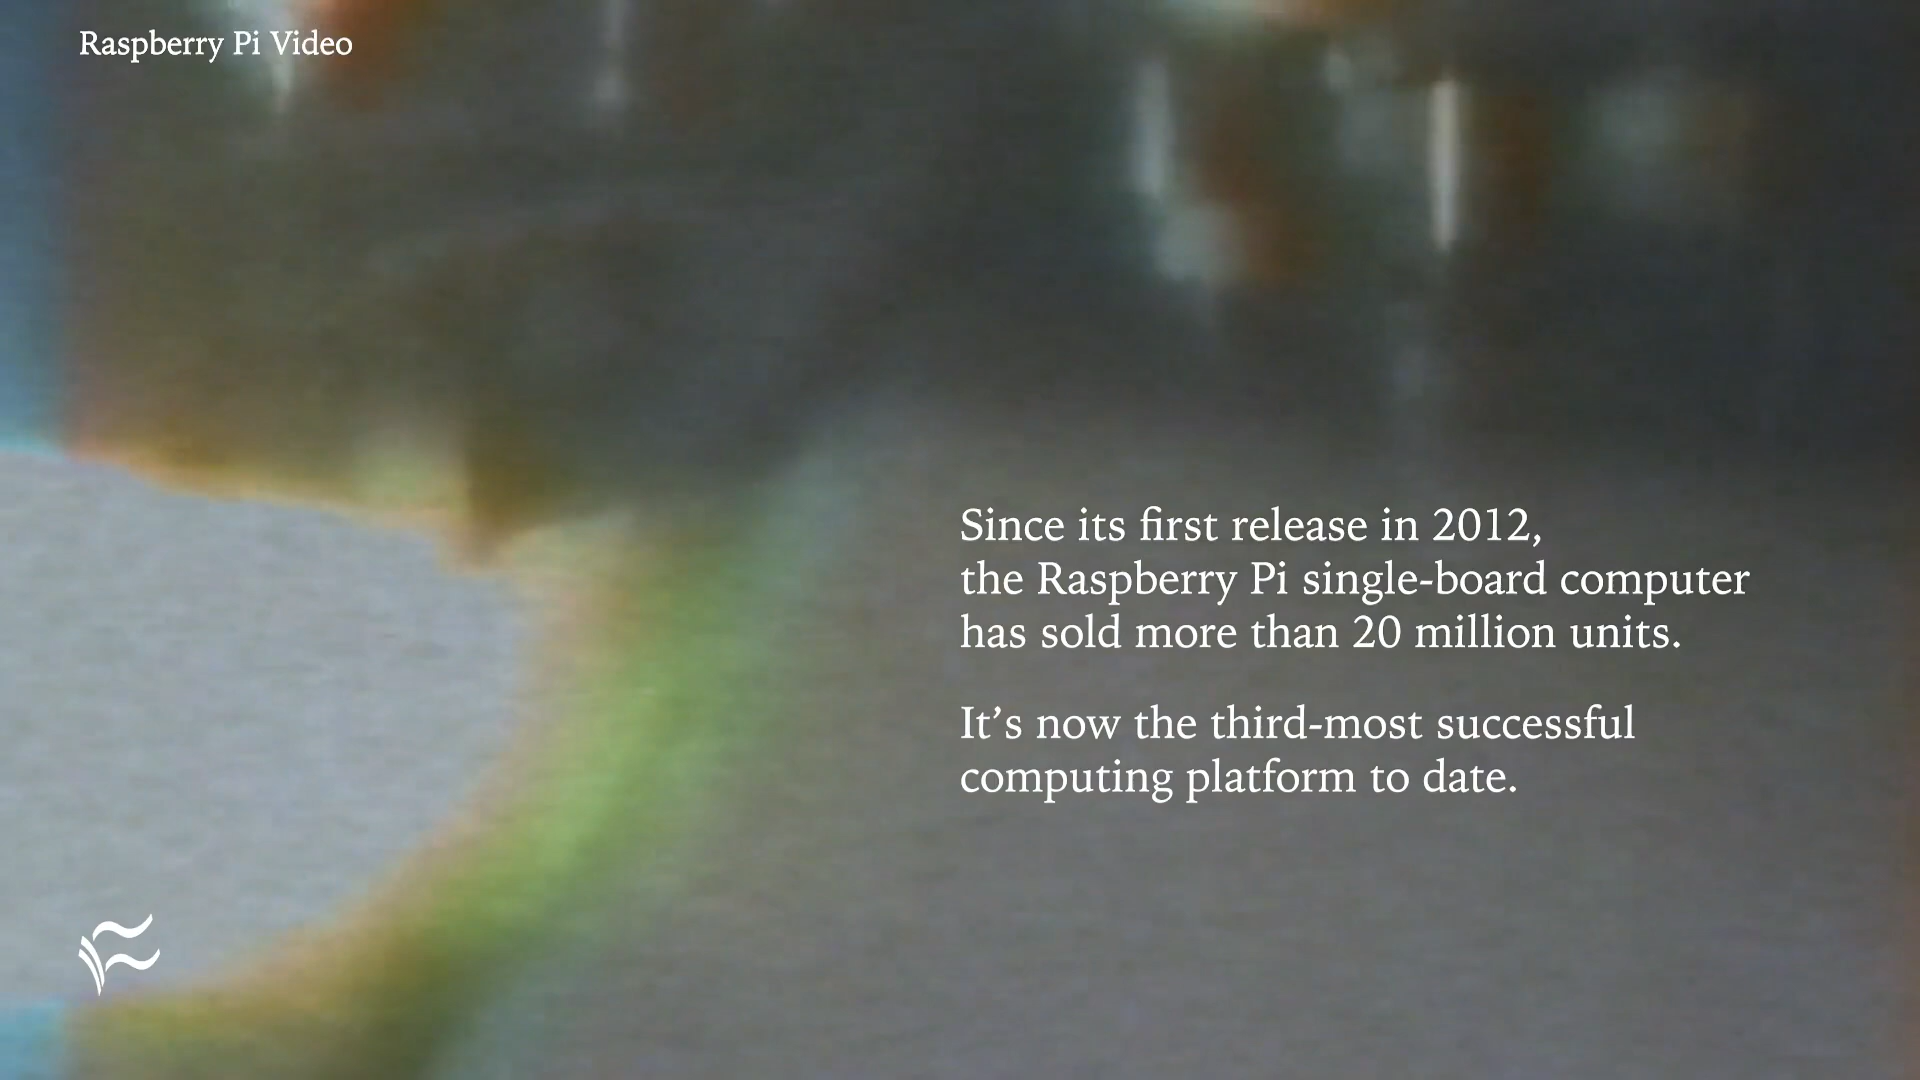 Raspberry Pi Video
Since its first release in 2012,
the Raspberry Pi single-board computer
has sold more than 20 million units.
It’s now the third-most successful
computing platform to date.